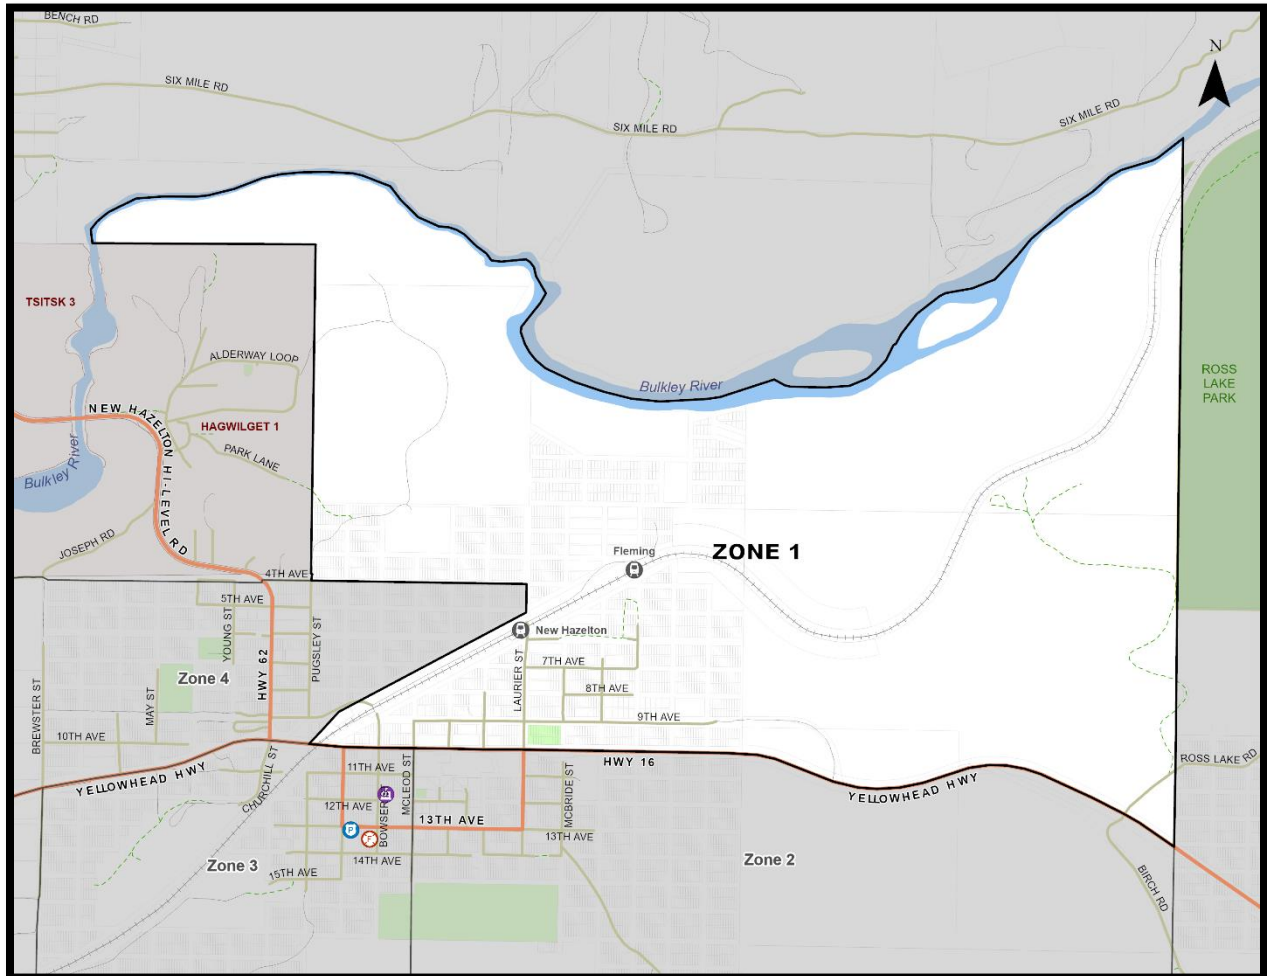 BENCH RD
N
SIX MILE RD
SIX MILE RD
SIX MILE RD
TSITSK 3
ALDERWAY LOOP
ROSS
LAKE
PARK
Bulkley River
NEW HAZELTON HI-LEVEL RD
HAGWILGET 1
PARK LANE
Bulkley River
JOSEPH RD
Fleming
ZONE 1
4TH AVE
5TH AVE
YOUNG ST
PUGSLEY ST
New Hazelton
HWY 62
LAURIER ST
7TH AVE
Zone 4
8TH AVE
MAY ST
BREWSTER ST
9TH AVE
10TH AVE
YELLOWHEAD HWY
CHURCHILL ST
11TH AVE
MCLEOD ST
HWY 16
MCBRIDE ST
YELLOWHEAD HWY
ROSS LAKE RD
12TH AVE
BOWSER ST
13TH AVE
P
F
13TH AVE
Zone 3
14TH AVE
Zone 2
15TH AVE
BIRCH RD